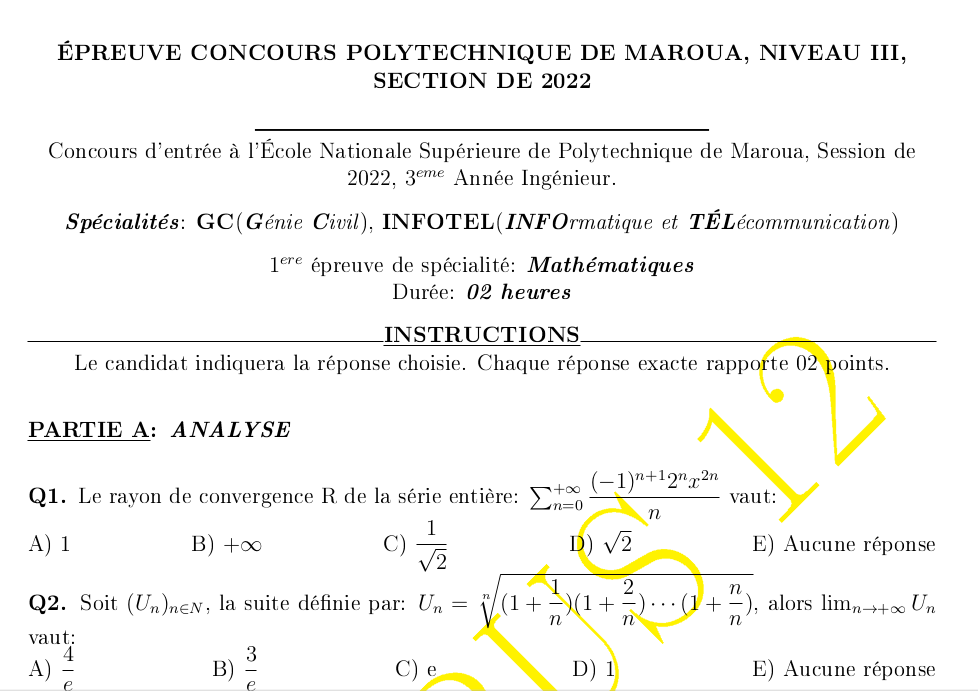 ÉPREUVE CONCOURS POLYTECHNIQUE DE MAROUA, NIVEAU III,
SECTION DE 2022
Concours d'entrée à l'École Nationale Supérieure de Polytechnique de Maroua, Session de
2022, 3^{eme} Année Ingénieur.
Spécialités: GC(Génie Civil), INFOTEL(INFOrmatique et TÉLécommunication)
1^{ere} épreuve de spécialité: Mathématiques
Durée: 02 heures
INSTRUCTIONS
Le candidat indiquera la réponse choisie. Chaque réponse exacte rapporte 02 points.
PARTIE A: ANALYSE
Q1. Le rayon de convergence R de la série entière: \sum_{n=0}^{+\infty} \frac{(-1)^{n+1}2^n x^{2n}}{n} vaut:
A) 1 B) +∞ C) \frac{1}{\sqrt{2}} D) \sqrt{2} E) Aucune réponse
Q2. Soit (U_n)_{n∈N}, la suite définie par: U_n = \sqrt[n]{(1+\frac{1}{n})(1+\frac{2}{n})\cdots(1+\frac{n}{n})}, alors \lim_{n→+∞} U_n
vaut:
A) \frac{4}{e} B) \frac{3}{e} C) e D) 1 E) Aucune réponse
US 12